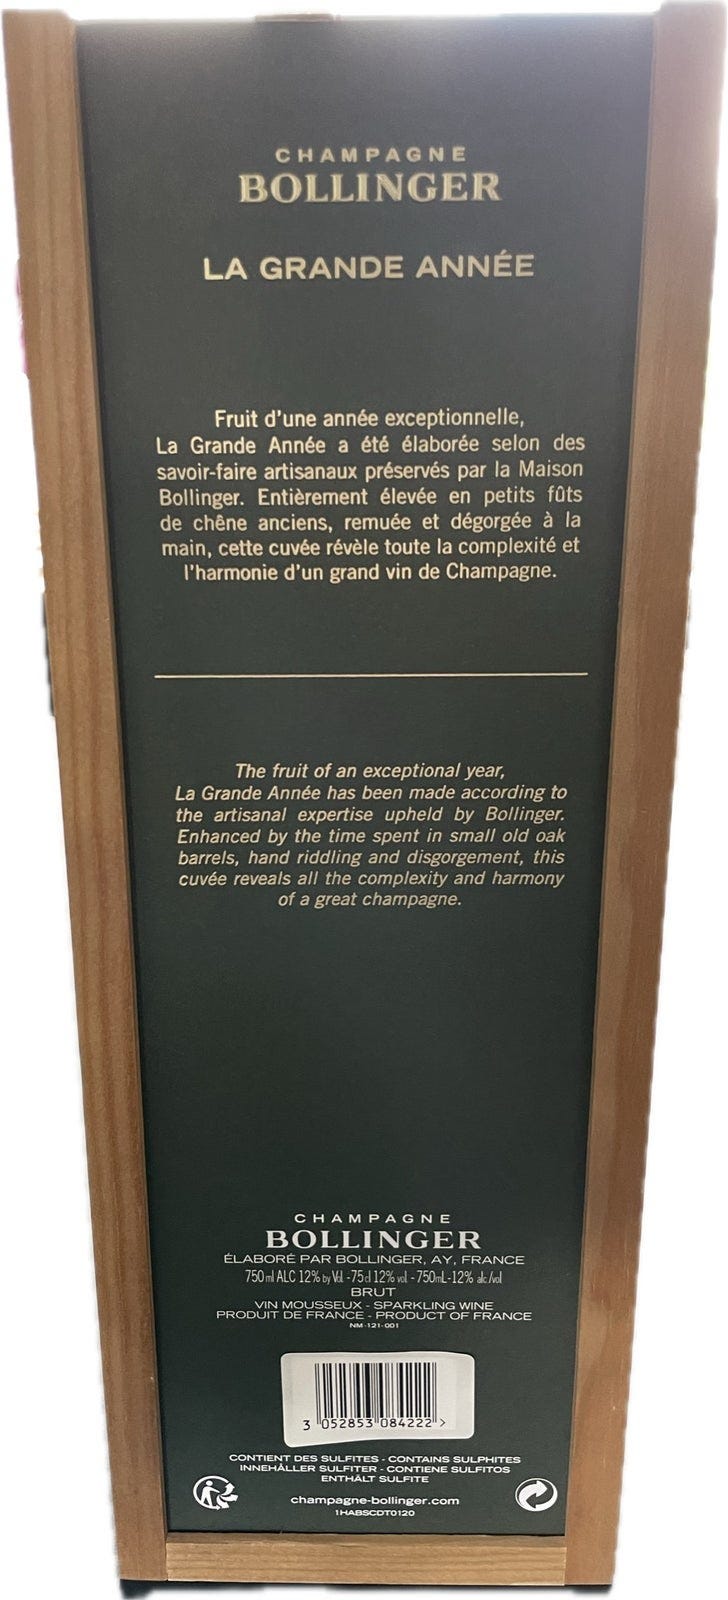 CHAMPAGNE
BOLLINGER
LA GRANDE ANNÉE
Fruit d'une année exceptionnelle,
La Grande Année a été élaborée selon des
savoir-faire artisanaux préservés par la Maison
Bollinger. Entièrement élevée en petits fûts
de chêne anciens, remuée et dégorgée à la
main, cette cuvée révèle toute la complexité et
l'harmonie d'un grand vin de Champagne.
The fruit of an exceptional year,
La Grande Année has been made according to
the artisanal expertise upheld by Bollinger.
Enhanced by the time spent in small old oak
barrels, hand riddling and disgorgement, this
cuvée reveals all the complexity and harmony
of a great champagne.
CHAMPAGNE
BOLLINGER
ÉLABORÉ PAR BOLLINGER, AY, FRANCE
750 ml ALC 12% by Vol - 75 cl 12% vol - 750mL-12% alc/vol
BRUT
VIN MOUSSEUX - SPARKLING WINE
PRODUIT DE FRANCE - PRODUCT OF FRANCE
NM-121-001
3 052853 084222 >
CONTIENT DES SULFITES - CONTAINS SULPHITES
INNEHÅLLER SULFITER - CONTIENE SULFITOS
ENTHÄLT SULFITE
champagne-bollinger.com
1HABSCDT0120